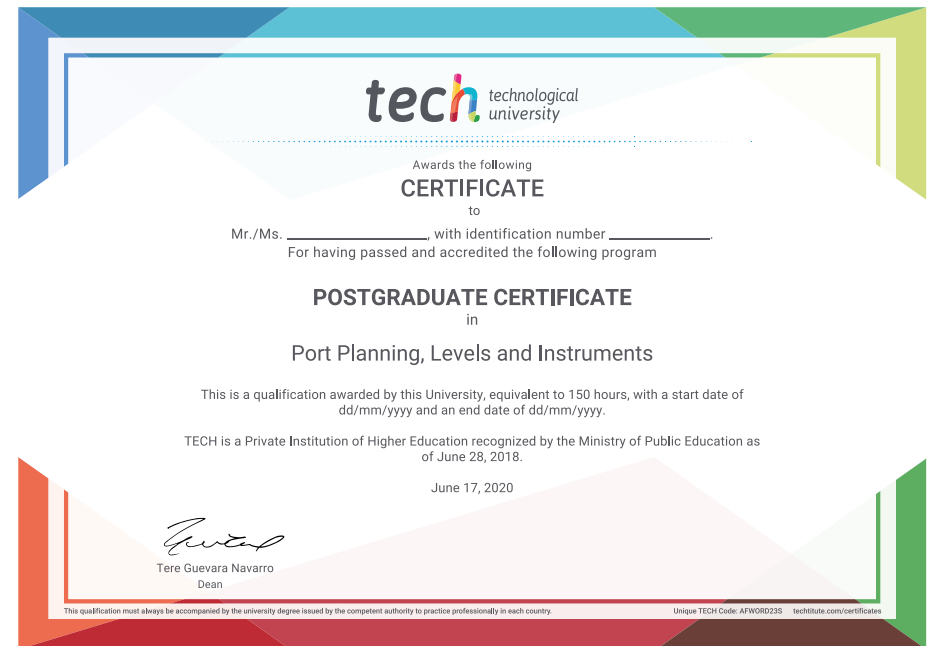 tech technological
university
Awards the following
CERTIFICATE
to
Mr./Ms. ____________________, with identification number ______________.
For having passed and accredited the following program
POSTGRADUATE CERTIFICATE
in
Port Planning, Levels and Instruments
This is a qualification awarded by this University, equivalent to 150 hours, with a start date of
dd/mm/yyyy and an end date of dd/mm/yyyy.
TECH is a Private Institution of Higher Education recognized by the Ministry of Public Education as
of June 28, 2018.
June 17, 2020
Tere Guevara Navarro
Dean
This qualification must always be accompanied by the university degree issued by the competent authority to practice professionally in each country.
Unique TECH Code: AFWORD23S techtitute.com/certificates